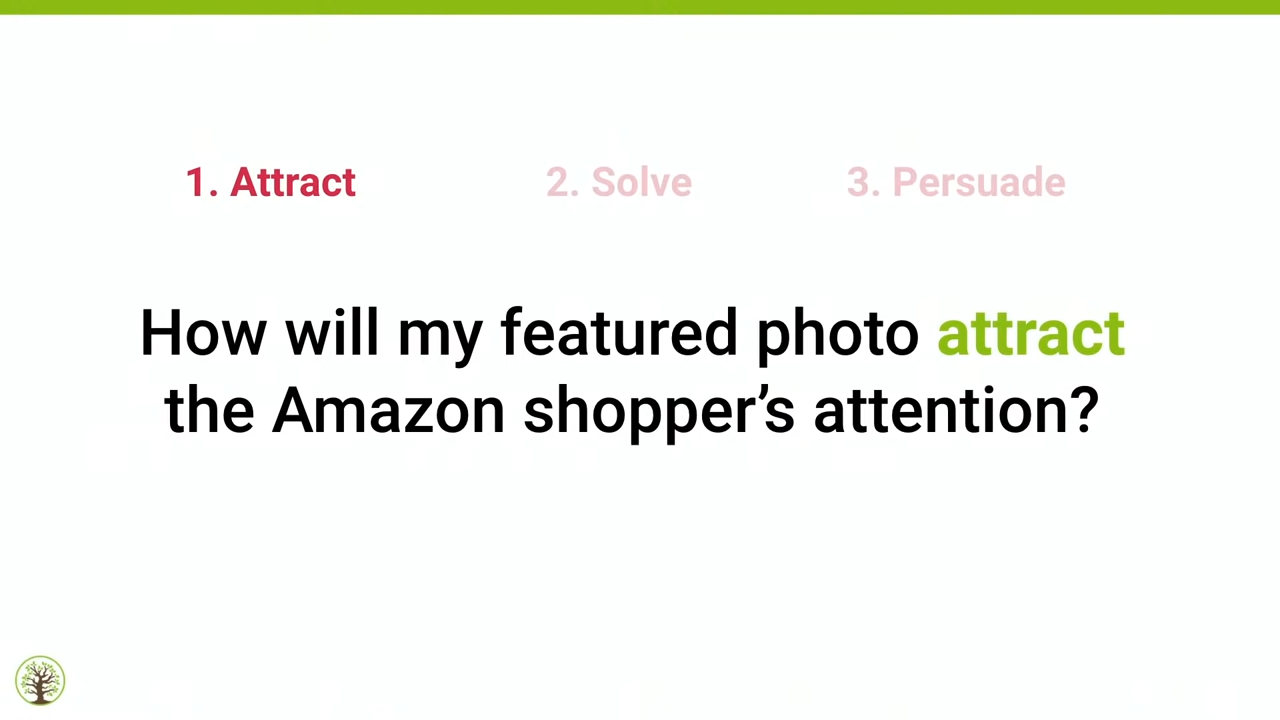 1. Attract 2. Solve 3. Persuade
How will my featured photo attract
the Amazon shopper’s attention?